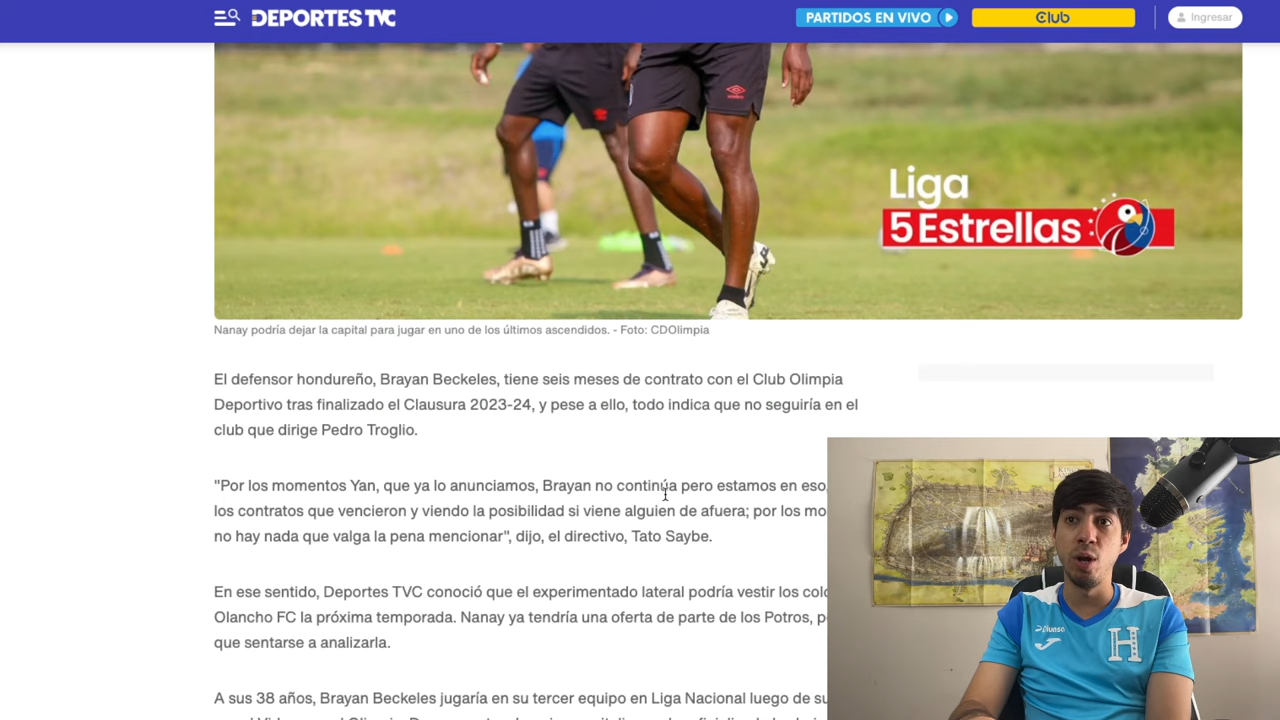 DEPORTES TVC
PARTIDOS EN VIVO
Club
Ingresar
Liga
5 Estrellas
Nanay podría dejar la capital para jugar en uno de los últimos ascendidos. - Foto: CDOlimpia
El defensor hondureño, Brayan Beckeles, tiene seis meses de contrato con el Club Olimpia
Deportivo tras finalizado el Clausura 2023-24, y pese a ello, todo indica que no seguiría en el
club que dirige Pedro Troglio.
"Por los momentos Yan, que ya lo anunciamos, Brayan no continúa pero estamos en eso,
los contratos que vencieron y viendo la posibilidad si viene alguien de afuera; por los mo
no hay nada que valga la pena mencionar", dijo, el directivo, Tato Saybe.
En ese sentido, Deportes TVC conoció que el experimentado lateral podría vestir los colo
Olancho FC la próxima temporada. Nanay ya tendría una oferta de parte de los Potros, p
que sentarse a analizarla.
A sus 38 años, Brayan Beckeles jugaría en su tercer equipo en Liga Nacional luego de su
Diunsa
H